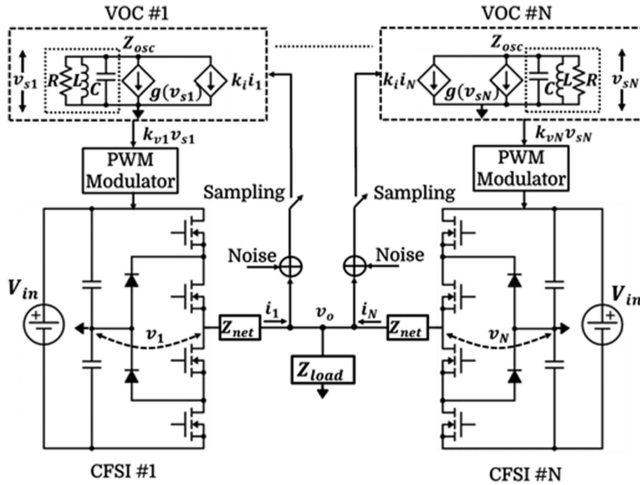 VOC #1
VOC #N
Z_osc
Z_osc
v_s1
R
L
C
g(v_s1)
k_i i_1
k_i i_N
g(v_sN)
C
L
R
v_sN
k_v1 v_s1
k_vN v_sN
PWM
Modulator
PWM
Modulator
Sampling
Sampling
Noise
Noise
V_in
+
v_1
Z_net
i_1
v_o
i_N
Z_net
v_N
+
V_in
Z_load
CFSI #1
CFSI #N